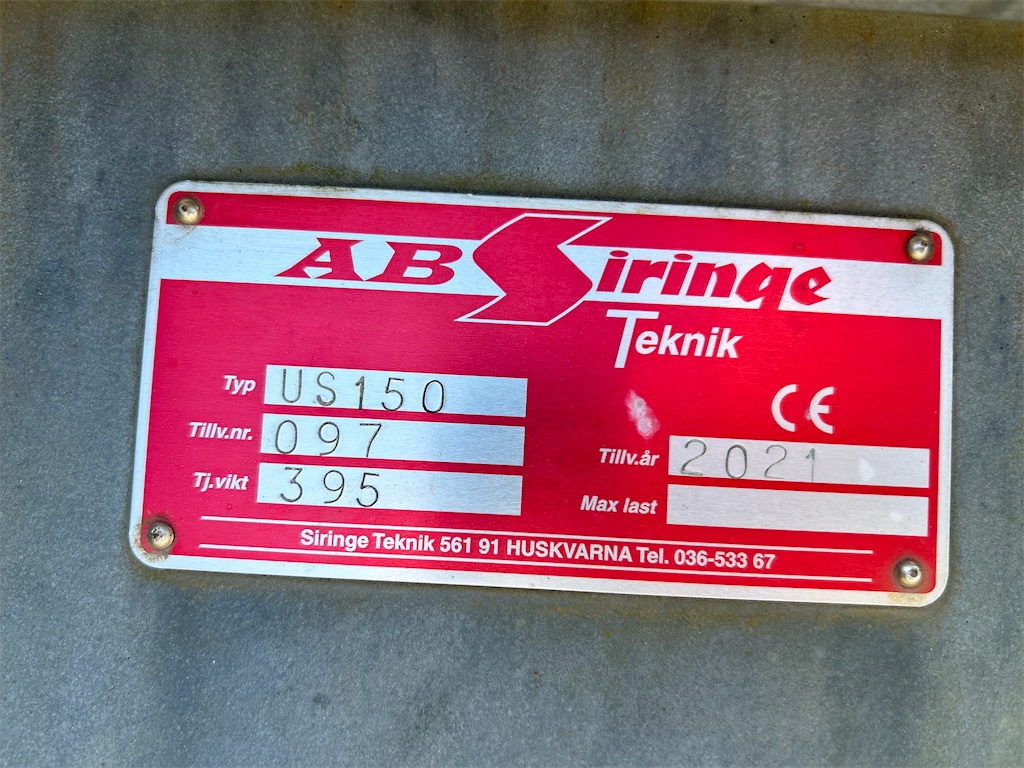 AB Siringe
Teknik
Typ US150
Tillv.nr. 097
Tj.vikt 395
CE
Tillv.år 2021
Max last
Siringe Teknik 561 91 HUSKVARNA Tel. 036-533 67